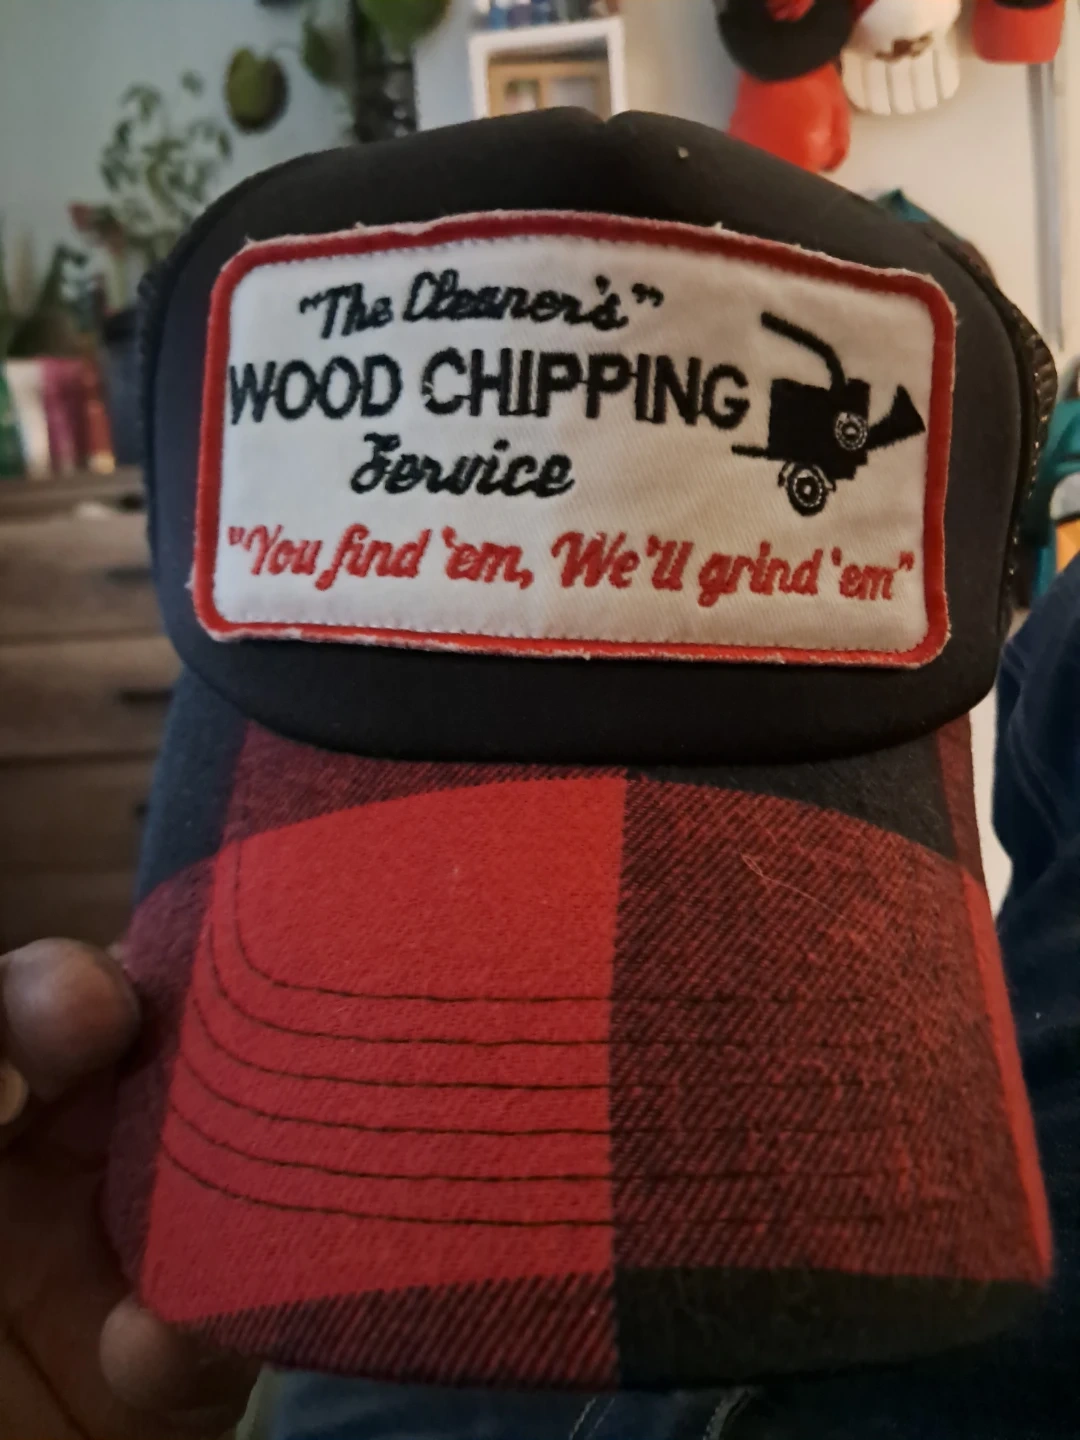 "The Cleaner's"
WOOD CHIPPING
Service
"You find 'em, We'll grind 'em"